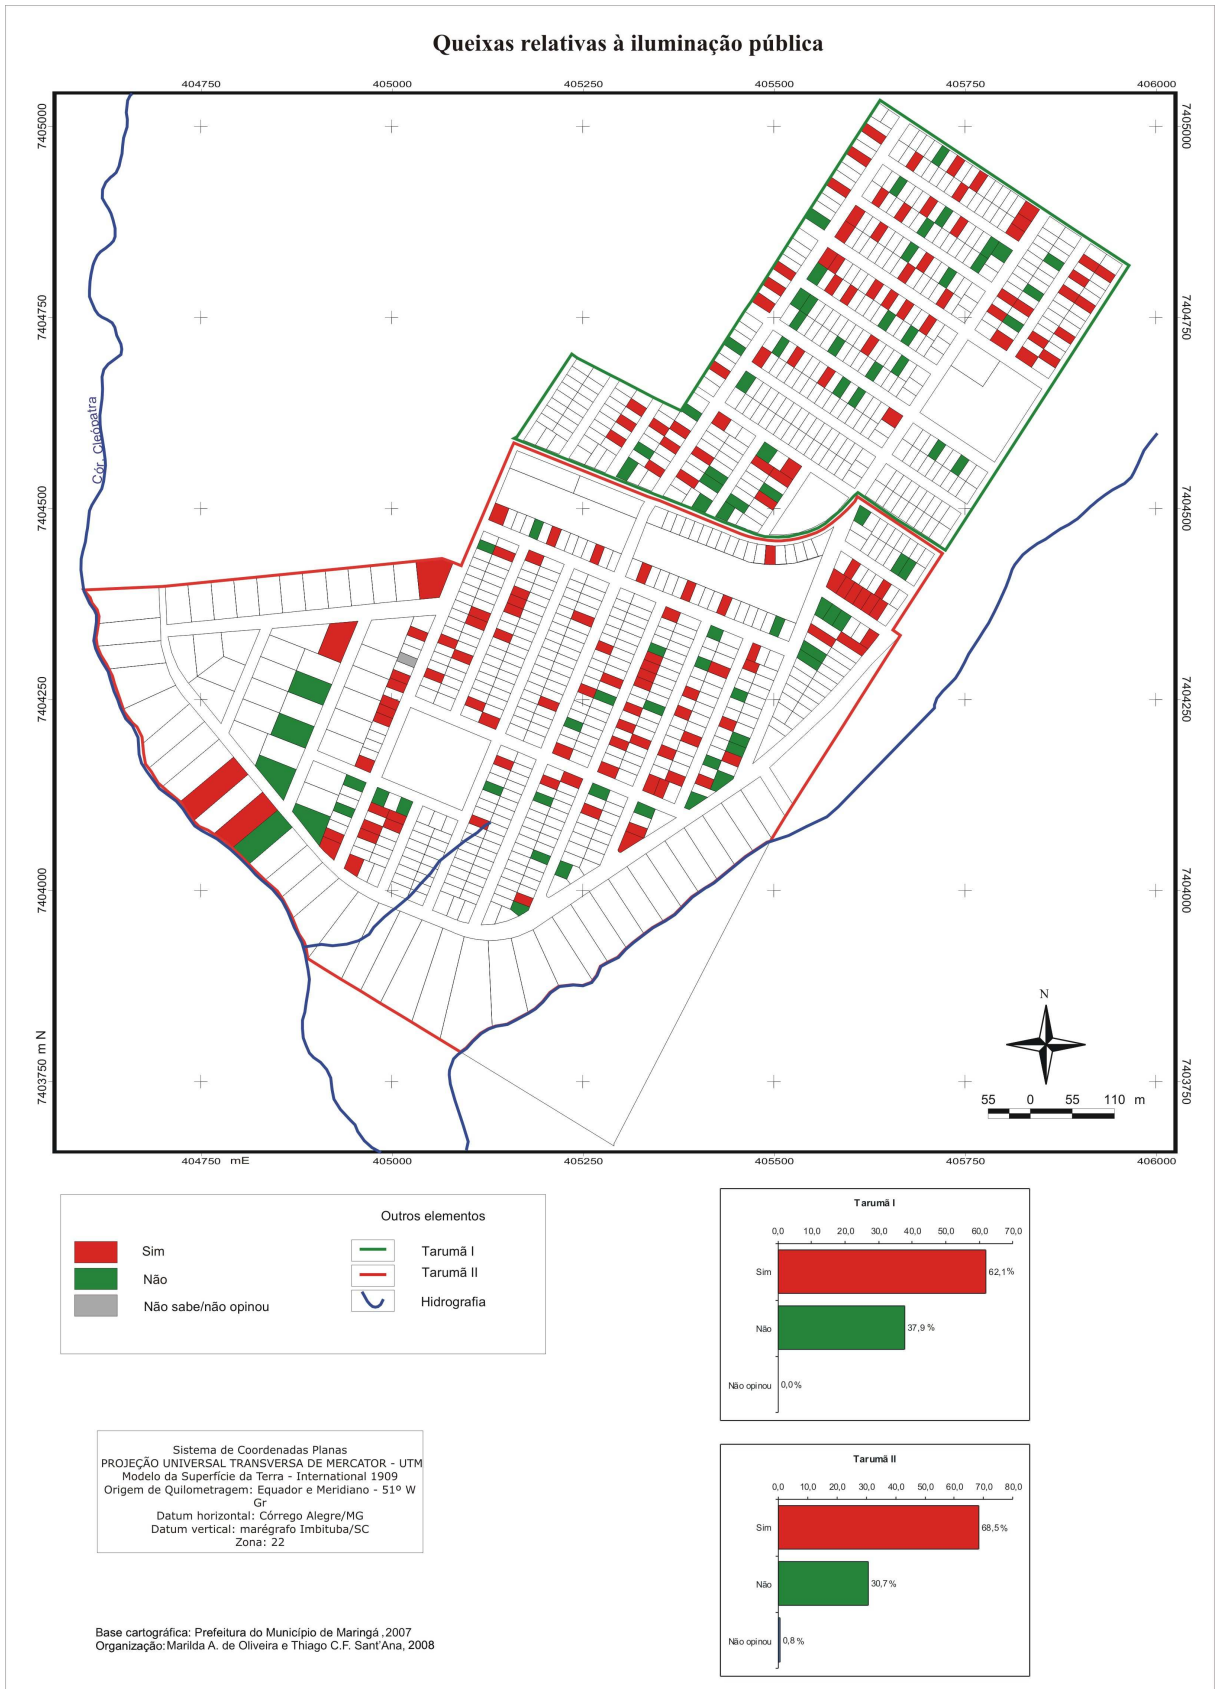 Queixas relativas à iluminação pública
404750 405000 405250 405500 405750 406000
7405000 7405000
7404750 7404750
Cór. Cleópatra
7404500 7404500
7404250 7404250
7404000 7404000
7403750 m N 7403750
N
55 0 55 110 m
404750 mE 405000 405250 405500 405750 406000
Outros elementos
Sim
Não
Não sabe/não opinou
Tarumã I
Tarumã II
Hidrografia
Tarumã I
0,0 10,0 20,0 30,0 40,0 50,0 60,0 70,0
Sim 62,1%
Não 37,9 %
Não opinou 0,0 %
Sistema de Coordenadas Planas
PROJEÇÃO UNIVERSAL TRANSVERSA DE MERCATOR - UTM
Modelo da Superfície da Terra - International 1909
Origem de Quilometragem: Equador e Meridiano - 51º W
Gr
Datum horizontal: Córrego Alegre/MG
Datum vertical: marégrafo Imbituba/SC
Zona: 22
Tarumã II
0,0 10,0 20,0 30,0 40,0 50,0 60,0 70,0 80,0
Sim 68,5%
Não 30,7 %
Não opinou 0,8 %
Base cartográfica: Prefeitura do Município de Maringá ,2007
Organização: Marilda A. de Oliveira e Thiago C.F. Sant'Ana, 2008